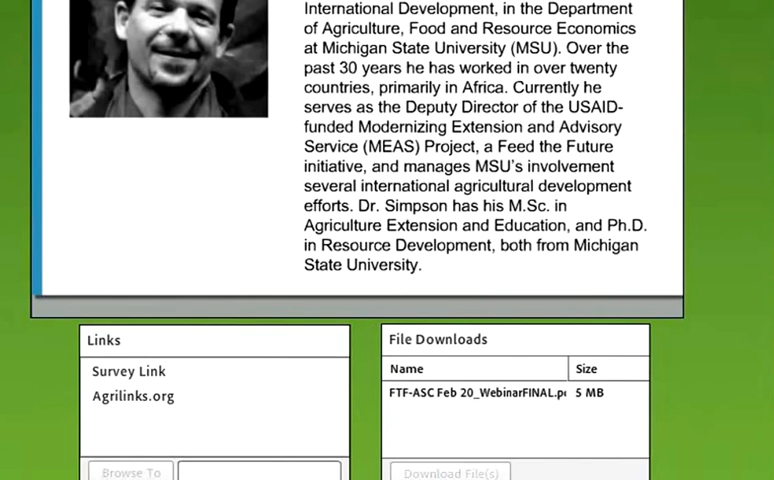 International Development, in the Department
of Agriculture, Food and Resource Economics
at Michigan State University (MSU). Over the
past 30 years he has worked in over twenty
countries, primarily in Africa. Currently he
serves as the Deputy Director of the USAID-
funded Modernizing Extension and Advisory
Service (MEAS) Project, a Feed the Future
initiative, and manages MSU's involvement
several international agricultural development
efforts. Dr. Simpson has his M.Sc. in
Agriculture Extension and Education, and Ph.D.
in Resource Development, both from Michigan
State University.
Links
Survey Link
Agrilinks.org
Browse To
File Downloads
Name Size
FTF-ASC Feb 20_WebinarFINAL.p 5 MB
Download File(s)